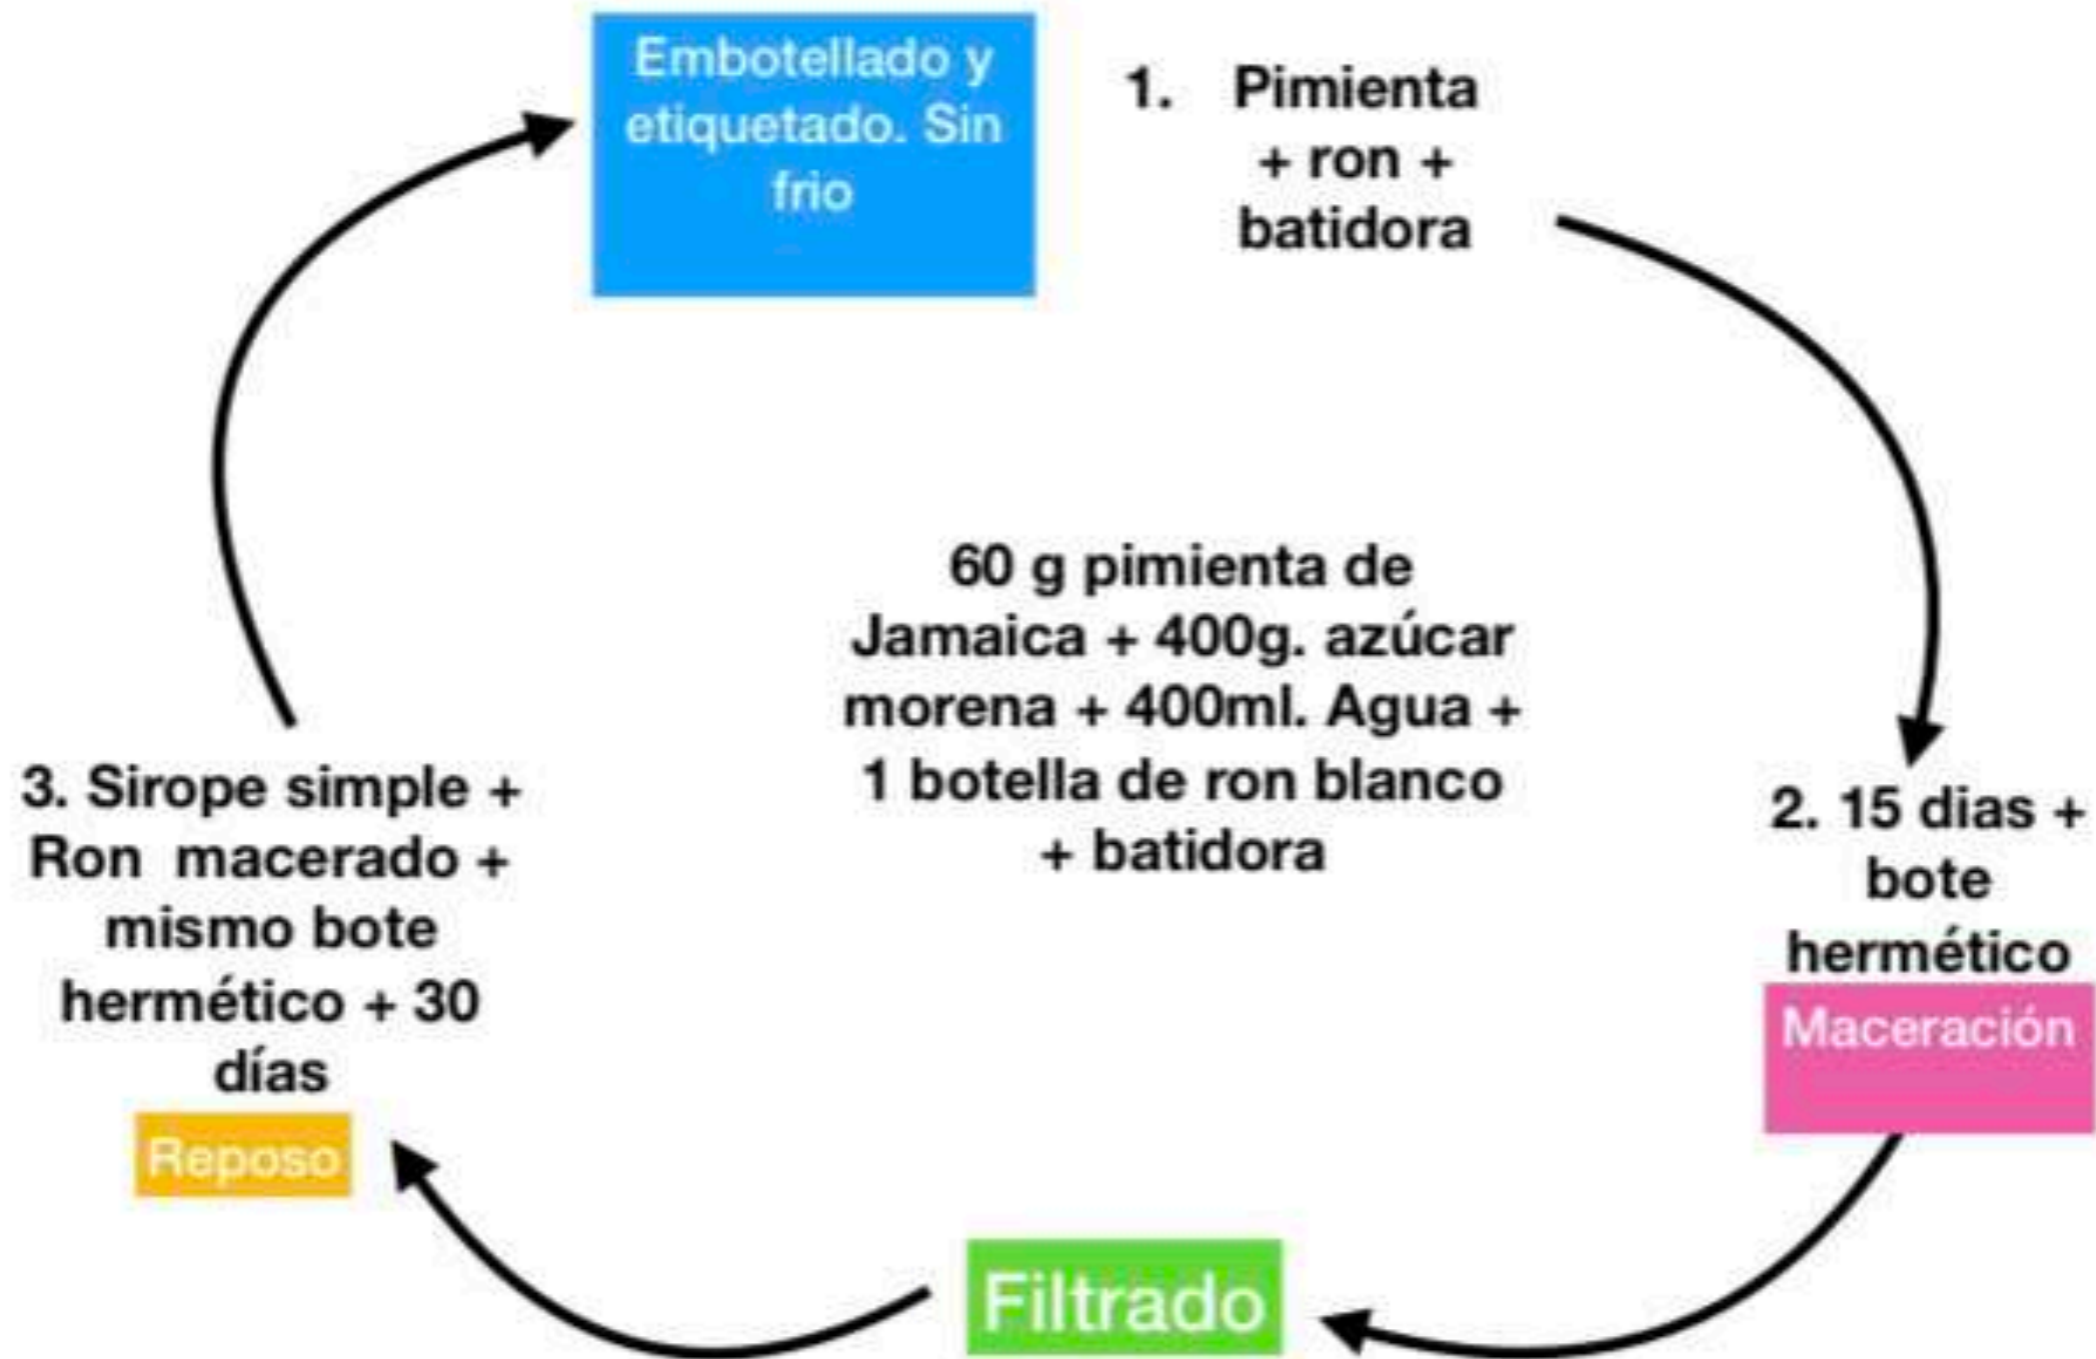 Embotellado y
etiquetado. Sin
frio
1. Pimienta
+ ron +
batidora
60 g pimienta de
Jamaica + 400g. azúcar
morena + 400ml. Agua +
1 botella de ron blanco
+ batidora
2. 15 dias +
bote
hermético
Maceración
Filtrado
3. Sirope simple +
Ron macerado +
mismo bote
hermético + 30
días
Reposo